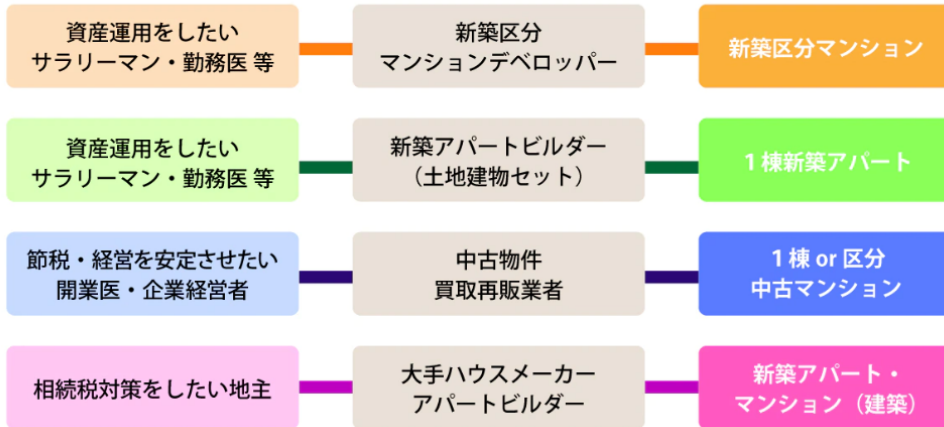 資産運用をしたい
サラリーマン・勤務医 等
新築区分
マンションデベロッパー
新築区分マンション
資産運用をしたい
サラリーマン・勤務医 等
新築アパートビルダー
（土地建物セット）
1 棟新築アパート
節税・経営を安定させたい
開業医・企業経営者
中古物件
買取再販業者
1 棟 or 区分
中古マンション
相続税対策をしたい地主
大手ハウスメーカー
アパートビルダー
新築アパート・
マンション（建築）